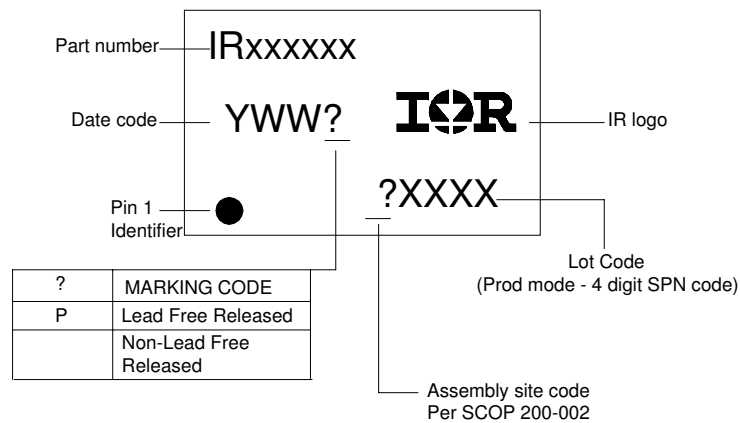 Part number
IRxxxxxx
Date code
YWW?
IOR
IR logo
?XXXX
Pin 1
Identifier
Lot Code
(Prod mode - 4 digit SPN code)
? MARKING CODE
P Lead Free Released
Non-Lead Free
Released
Assembly site code
Per SCOP 200-002